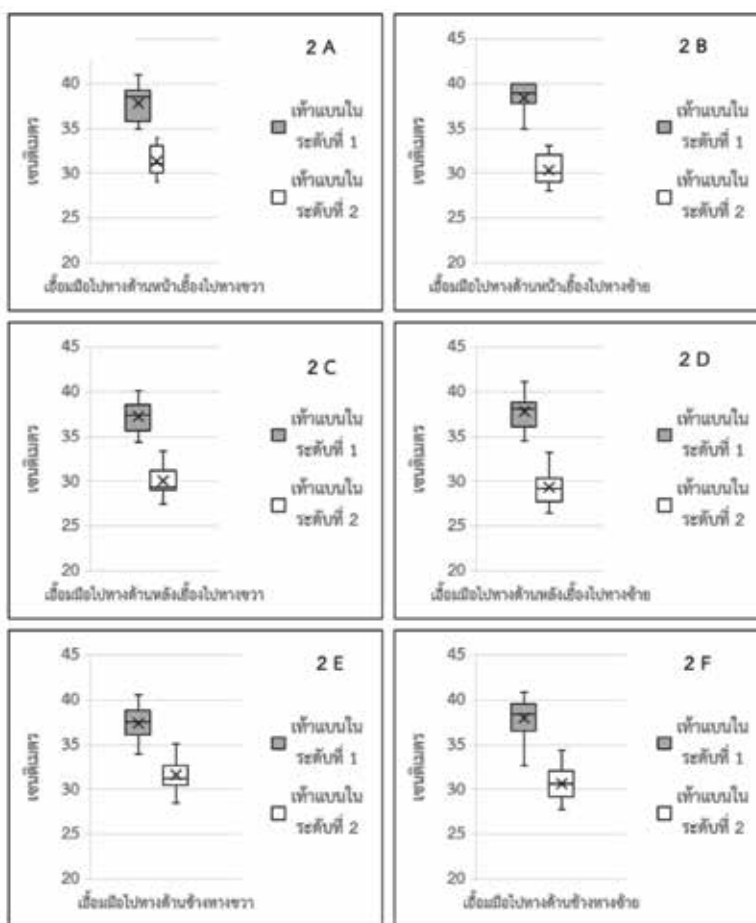 2 A
45
40
35
30
25
20
เซนติเมตร
เท้าแบนใน
ระดับที่ 1
เท้าแบนใน
ระดับที่ 2
เอื้อมมือไปทางด้านหน้าเยื้องไปทางขวา
2 B
45
40
35
30
25
20
เซนติเมตร
เท้าแบนใน
ระดับที่ 1
เท้าแบนใน
ระดับที่ 2
เอื้อมมือไปทางด้านหน้าเยื้องไปทางซ้าย
2 C
45
40
35
30
25
20
เซนติเมตร
เท้าแบนใน
ระดับที่ 1
เท้าแบนใน
ระดับที่ 2
เอื้อมมือไปทางด้านหลังเยื้องไปทางขวา
2 D
45
40
35
30
25
20
เซนติเมตร
เท้าแบนใน
ระดับที่ 1
เท้าแบนใน
ระดับที่ 2
เอื้อมมือไปทางด้านหลังเยื้องไปทางซ้าย
2 E
45
40
35
30
25
20
เซนติเมตร
เท้าแบนใน
ระดับที่ 1
เท้าแบนใน
ระดับที่ 2
เอื้อมมือไปทางด้านข้างทางขวา
2 F
45
40
35
30
25
20
เซนติเมตร
เท้าแบนใน
ระดับที่ 1
เท้าแบนใน
ระดับที่ 2
เอื้อมมือไปทางด้านข้างทางซ้าย